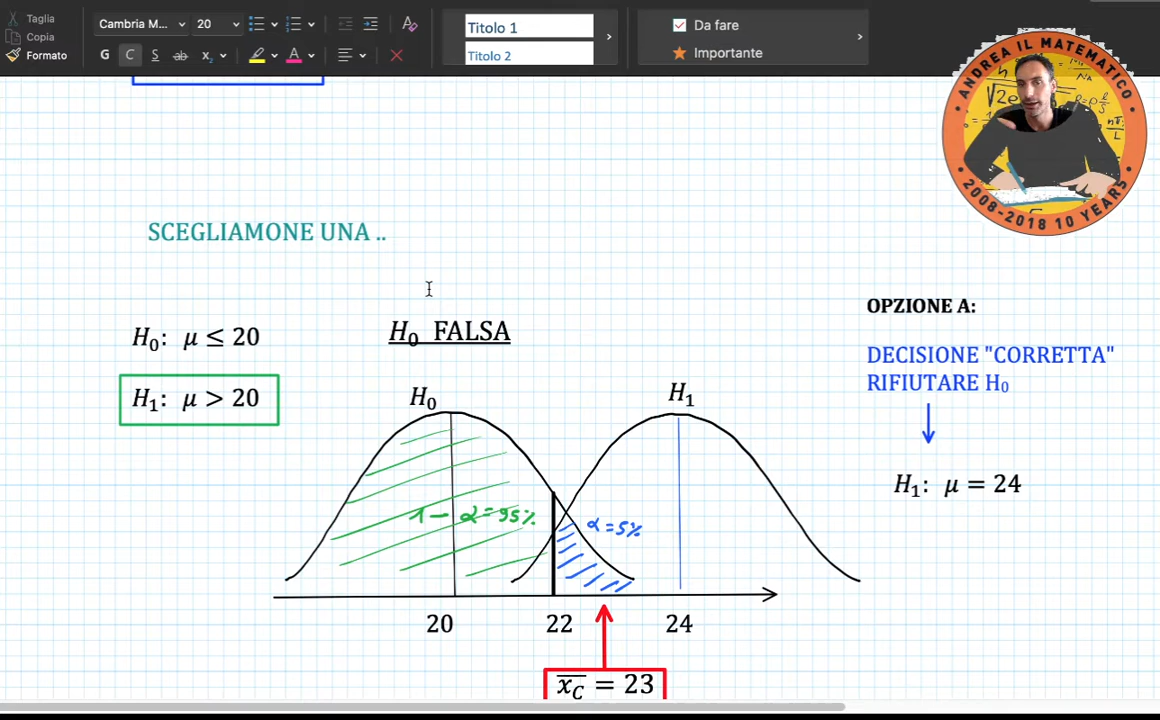 Taglia
Copia
Formato
Cambria M...
20
G C S ab x₂
A
Titolo 1
Titolo 2
Da fare
Importante
ANDREA IL MATEMATICO
2008-2018 10 YEARS
SCEGLIAMONE UNA ..
H₀: μ ≤ 20
H₁: μ > 20
H₀ FALSA
H₀
H₁
1 - α = 95%
α = 5%
20
22
24
x̄_C = 23
OPZIONE A:
DECISIONE "CORRETTA"
RIFIUTARE H₀
H₁: μ = 24